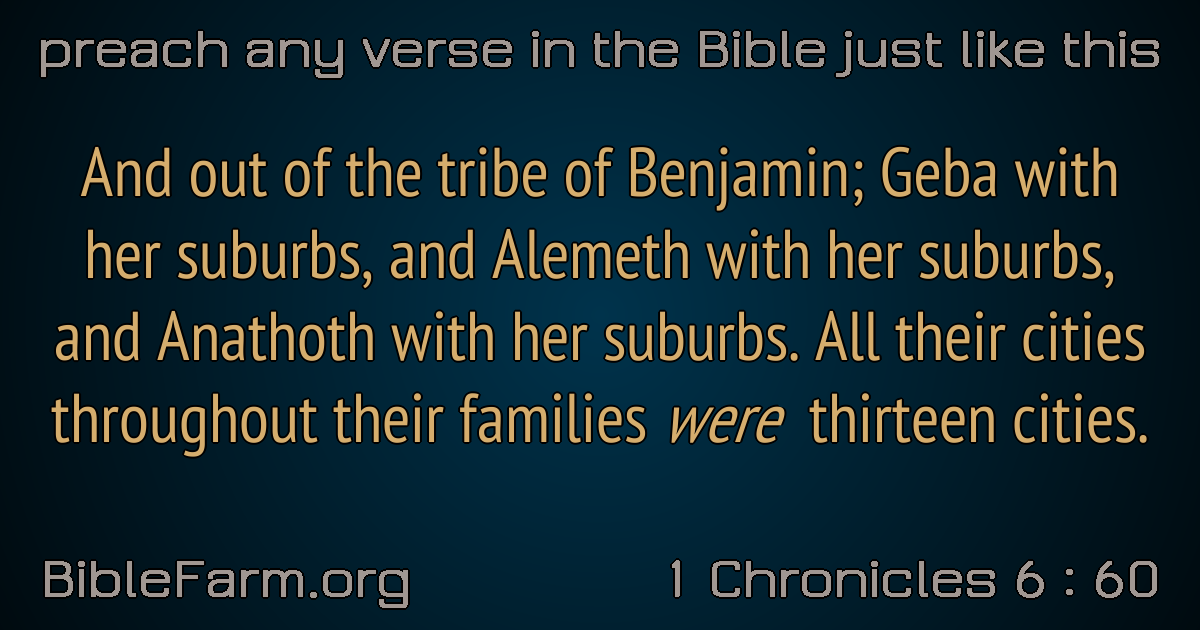 preach any verse in the Bible just like this
And out of the tribe of Benjamin; Geba with
her suburbs, and Alemeth with her suburbs,
and Anathoth with her suburbs. All their cities
throughout their families were thirteen cities.
BibleFarm.org
1 Chronicles 6 : 60